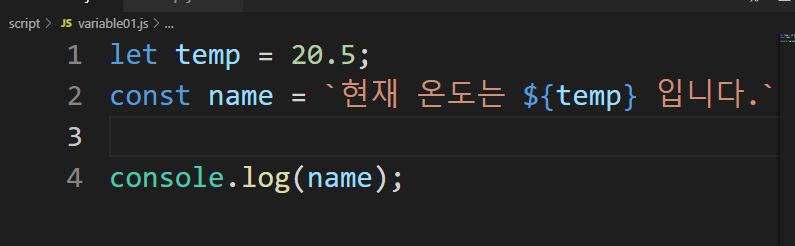 script > JS variable01.js > ...
1 let temp = 20.5;
2 const name = `현재 온도는 ${temp} 입니다.`
3
4 console.log(name);